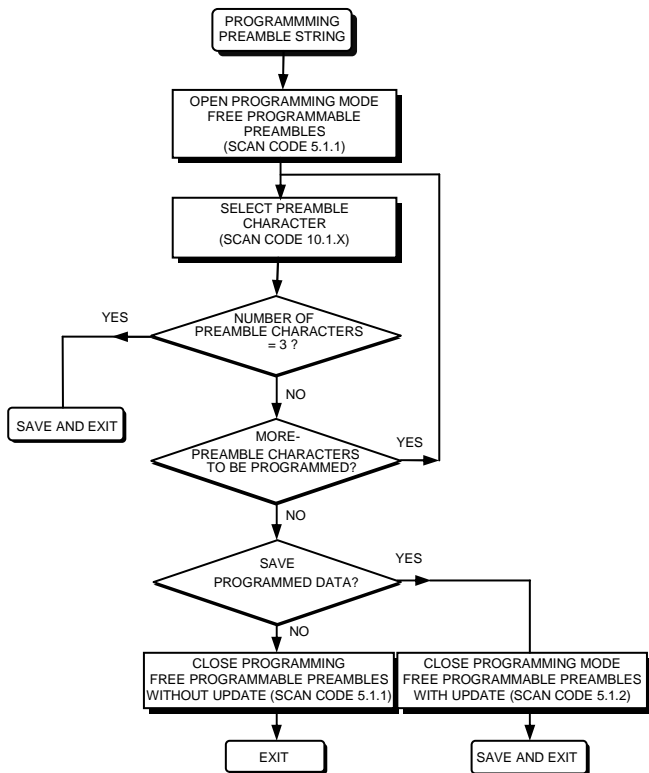 PROGRAMMMING
PREAMBLE STRING
OPEN PROGRAMMING MODE
FREE PROGRAMMABLE
PREAMBLES
(SCAN CODE 5.1.1)
SELECT PREAMBLE
CHARACTER
(SCAN CODE 10.1.X)
YES
NUMBER OF
PREAMBLE CHARACTERS
= 3 ?
NO
SAVE AND EXIT
MORE-
PREAMBLE CHARACTERS
TO BE PROGRAMMED?
YES
NO
SAVE
PROGRAMMED DATA?
YES
NO
CLOSE PROGRAMMING
FREE PROGRAMMABLE PREAMBLES
WITHOUT UPDATE (SCAN CODE 5.1.1)
CLOSE PROGRAMMING MODE
FREE PROGRAMMABLE PREAMBLES
WITH UPDATE (SCAN CODE 5.1.2)
EXIT
SAVE AND EXIT